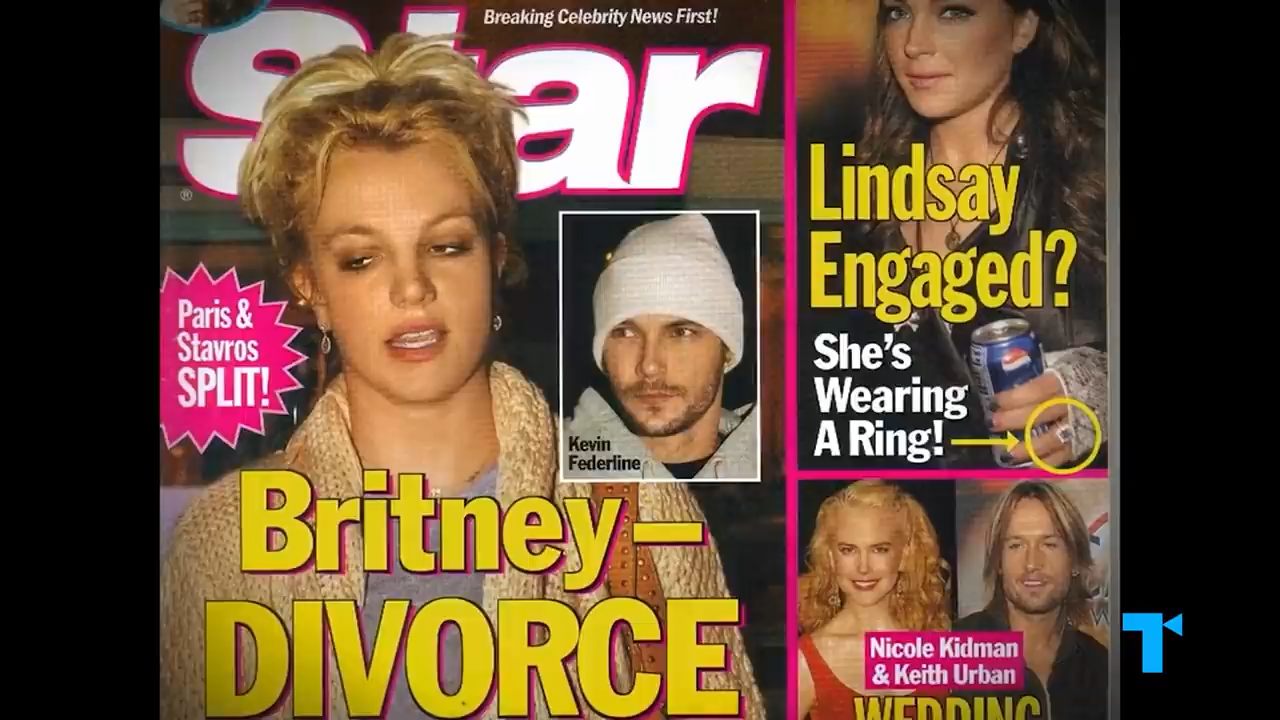 Breaking Celebrity News First!
Star
®
Paris &
Stavros
SPLIT!
Kevin
Federline
Britney–
DIVORCE
Lindsay
Engaged?
She's
Wearing
A Ring!
Nicole Kidman
& Keith Urban
WEDDING